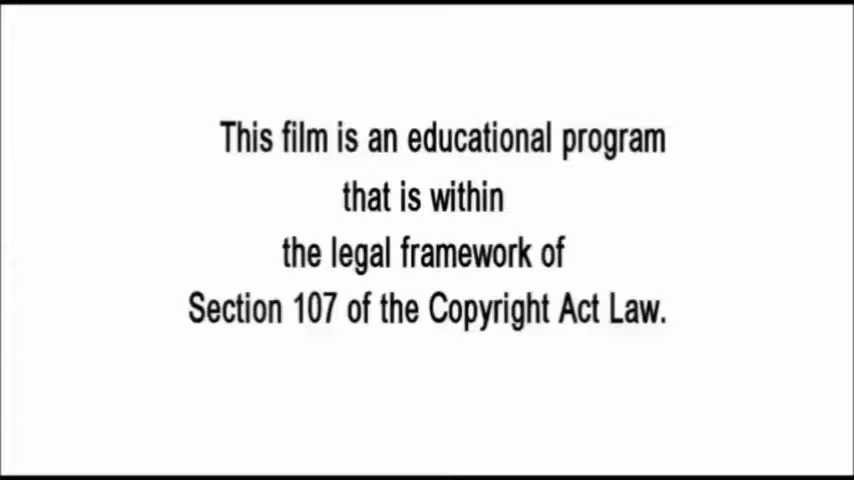 This film is an educational program
that is within
the legal framework of
Section 107 of the Copyright Act Law.